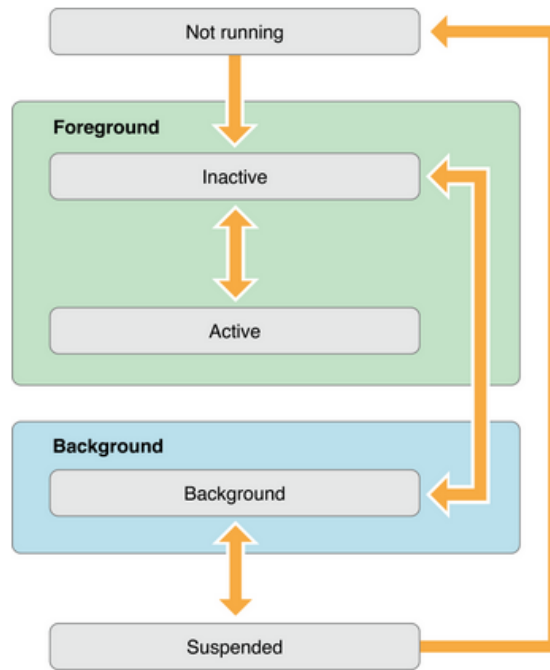 Not running
Foreground
Inactive
Active
Background
Background
Suspended